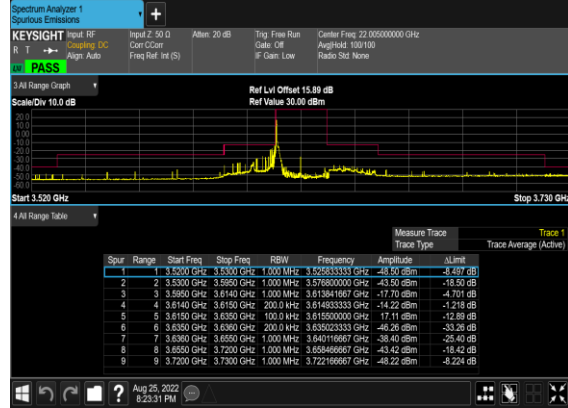 Spectrum Analyzer 1
Spurious Emissions
KEYSIGHT Input: RF Input Z: 50 Ω Atten: 20 dB Trig: Free Run Center Freq: 22.005000000 GHz
R T Coupling: DC Corr CCorr Gate: Off Avg|Hold: 100/100
Align: Auto Freq Ref: Int (S) IF Gain: Low Radio Std: None
PASS
3 All Range Graph
Ref Lvl Offset 15.89 dB
Scale/Div 10.0 dB Ref Value 30.00 dBm
20.0
10.0
0.00
-10.0
-20.0
-30.0
-40.0
-50.0
-60.0
Start 3.520 GHz Stop 3.730 GHz
4 All Range Table
Measure Trace Trace 1
Trace Type Trace Average (Active)
Spur Range Start Freq Stop Freq RBW Frequency Amplitude ΔLimit
1 1 3.5200 GHz 3.5300 GHz 1.000 MHz 3.525833333 GHz -48.50 dBm -8.497 dB
2 2 3.5300 GHz 3.5950 GHz 1.000 MHz 3.576800000 GHz -43.50 dBm -18.50 dB
3 3 3.5950 GHz 3.6140 GHz 1.000 MHz 3.613841667 GHz -17.70 dBm -4.701 dB
4 4 3.6140 GHz 3.6150 GHz 200.0 kHz 3.614933333 GHz -14.22 dBm -1.218 dB
5 5 3.6150 GHz 3.6350 GHz 100.0 kHz 3.615500000 GHz 17.11 dBm -12.89 dB
6 6 3.6350 GHz 3.6360 GHz 200.0 kHz 3.635023333 GHz -46.26 dBm -33.26 dB
7 7 3.6360 GHz 3.6550 GHz 1.000 MHz 3.640116667 GHz -38.40 dBm -25.40 dB
8 8 3.6550 GHz 3.7200 GHz 1.000 MHz 3.658466667 GHz -43.42 dBm -18.42 dB
9 9 3.7200 GHz 3.7300 GHz 1.000 MHz 3.722166667 GHz -48.22 dBm -8.224 dB
Aug 25, 2022
8:23:31 PM